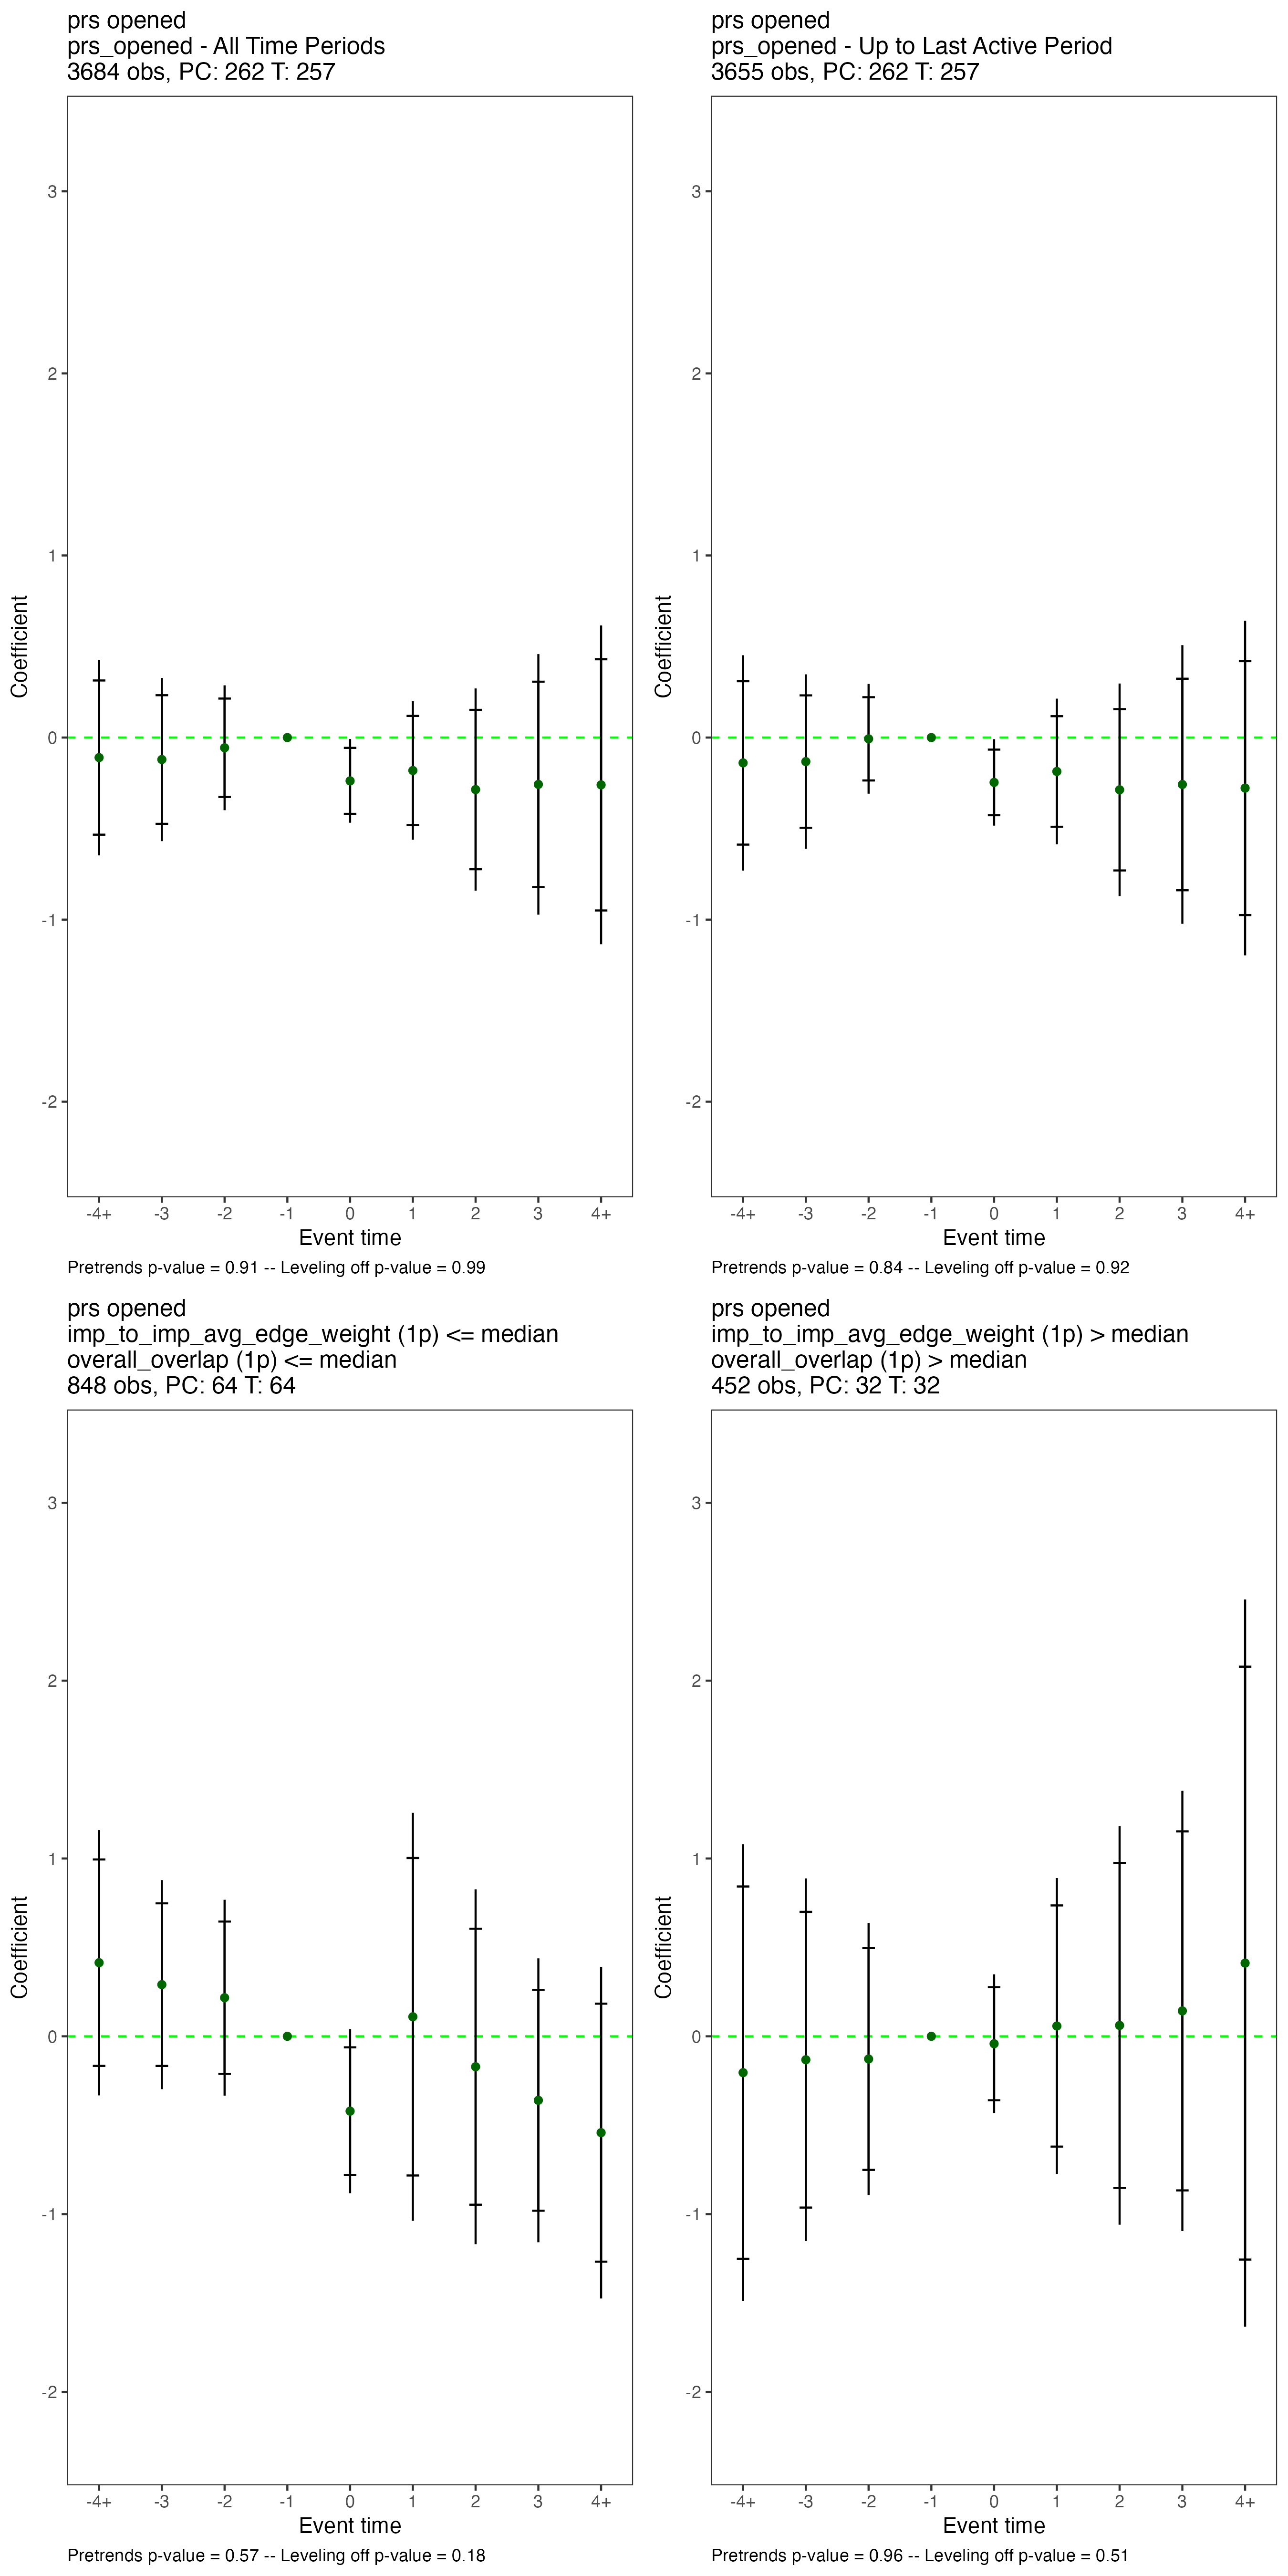 prs opened
prs_opened - All Time Periods
3684 obs, PC: 262 T: 257
3
2
1
0
-1
-2
Coefficient
-4+ -3 -2 -1 0 1 2 3 4+
Event time
Pretrends p-value = 0.91 -- Leveling off p-value = 0.99
prs opened
prs_opened - Up to Last Active Period
3655 obs, PC: 262 T: 257
3
2
1
0
-1
-2
Coefficient
-4+ -3 -2 -1 0 1 2 3 4+
Event time
Pretrends p-value = 0.84 -- Leveling off p-value = 0.92
prs opened
imp_to_imp_avg_edge_weight (1p) <= median
overall_overlap (1p) <= median
848 obs, PC: 64 T: 64
3
2
1
0
-1
-2
Coefficient
-4+ -3 -2 -1 0 1 2 3 4+
Event time
Pretrends p-value = 0.57 -- Leveling off p-value = 0.18
prs opened
imp_to_imp_avg_edge_weight (1p) > median
overall_overlap (1p) > median
452 obs, PC: 32 T: 32
3
2
1
0
-1
-2
Coefficient
-4+ -3 -2 -1 0 1 2 3 4+
Event time
Pretrends p-value = 0.96 -- Leveling off p-value = 0.51